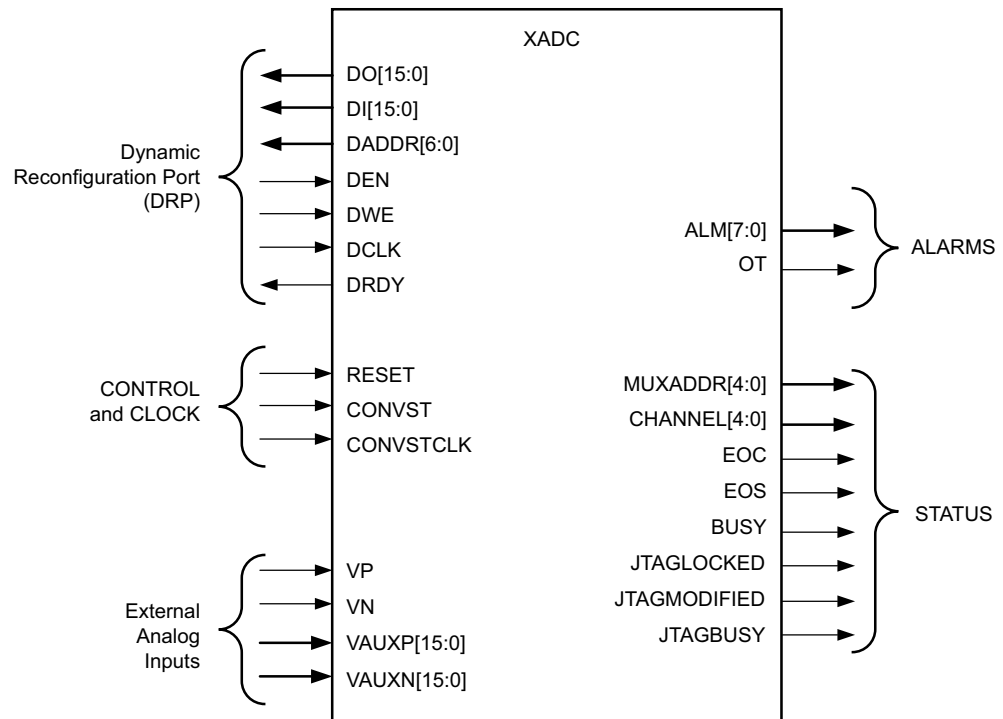 XADC
Dynamic
Reconfiguration Port
(DRP)
DO[15:0]
DI[15:0]
DADDR[6:0]
DEN
DWE
DCLK
DRDY
CONTROL
and CLOCK
RESET
CONVST
CONVSTCLK
External
Analog
Inputs
VP
VN
VAUXP[15:0]
VAUXN[15:0]
ALM[7:0]
OT
ALARMS
MUXADDR[4:0]
CHANNEL[4:0]
EOC
EOS
BUSY
JTAGLOCKED
JTAGMODIFIED
JTAGBUSY
STATUS